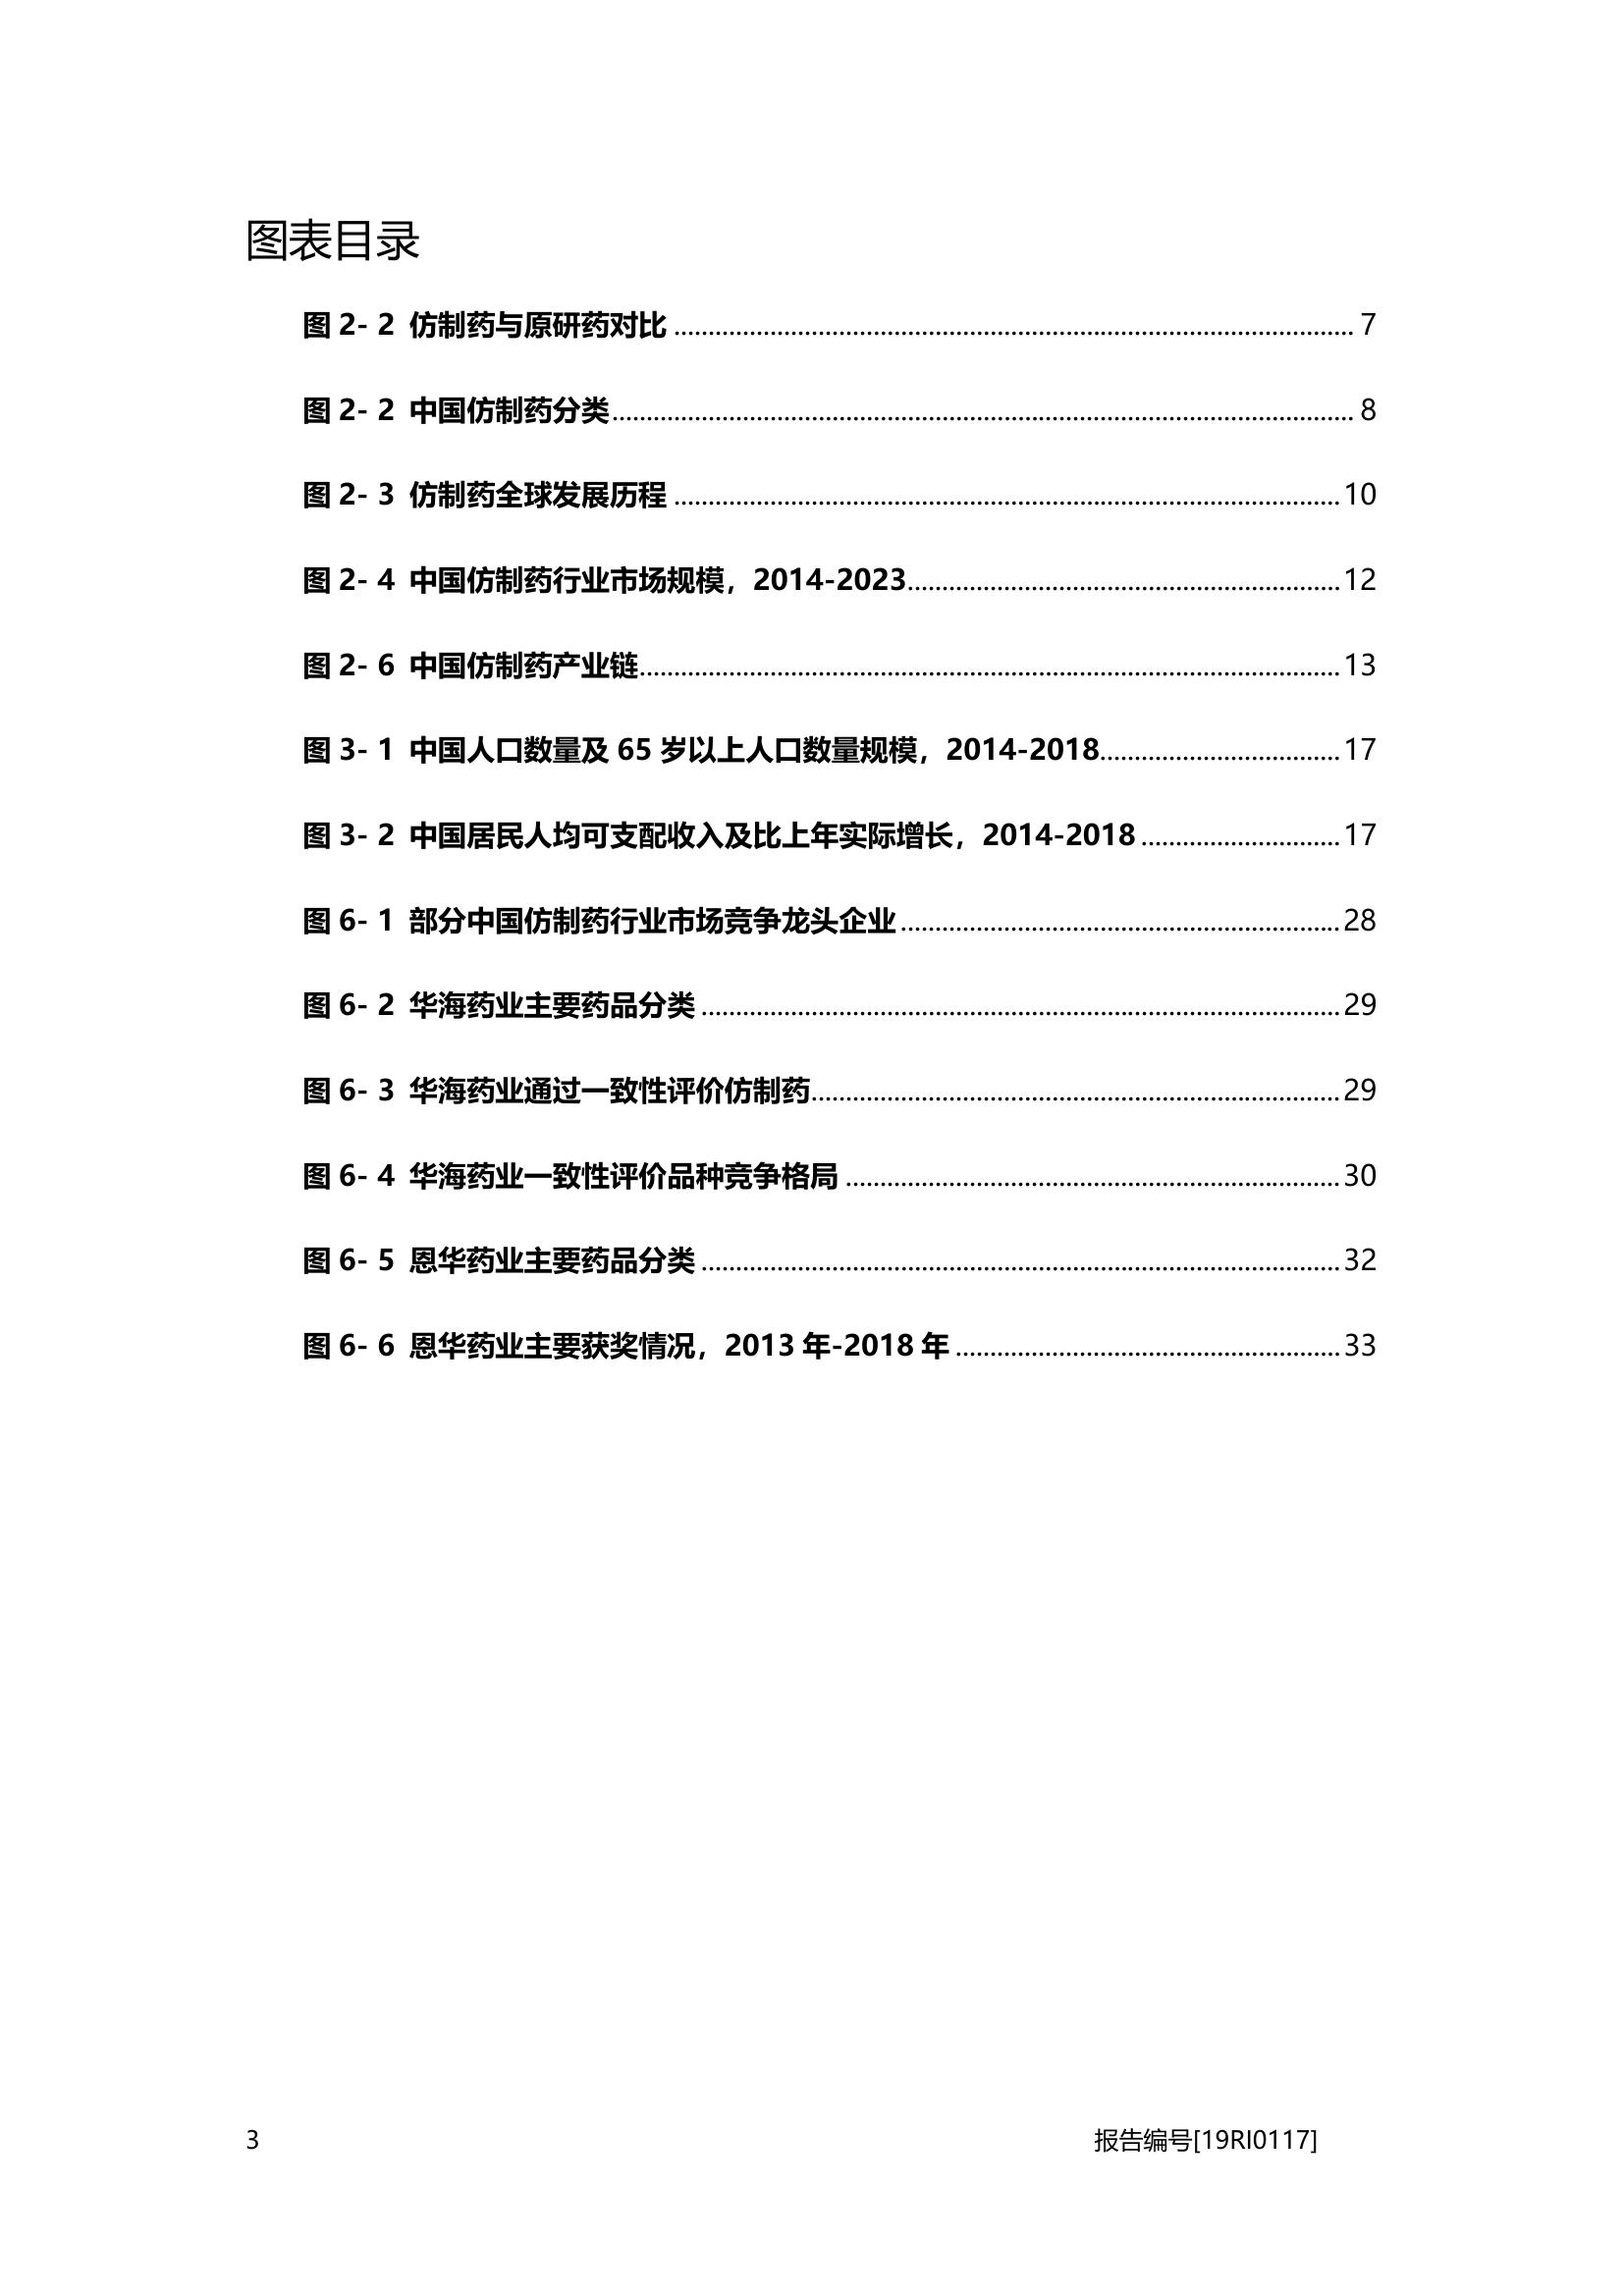 图表目录
图 2- 2 仿制药与原研药对比 .......... 7
图 2- 2 中国仿制药分类 .......... 8
图 2- 3 仿制药全球发展历程 .......... 10
图 2- 4 中国仿制药行业市场规模，2014-2023 .......... 12
图 2- 6 中国仿制药产业链 .......... 13
图 3- 1 中国人口数量及 65 岁以上人口数量规模，2014-2018 .......... 17
图 3- 2 中国居民人均可支配收入及比上年实际增长，2014-2018 .......... 17
图 6- 1 部分中国仿制药行业市场竞争龙头企业 .......... 28
图 6- 2 华海药业主要药品分类 .......... 29
图 6- 3 华海药业通过一致性评价仿制药 .......... 29
图 6- 4 华海药业一致性评价品种竞争格局 .......... 30
图 6- 5 恩华药业主要药品分类 .......... 32
图 6- 6 恩华药业主要获奖情况，2013 年-2018 年 .......... 33
3 报告编号[19RI0117]